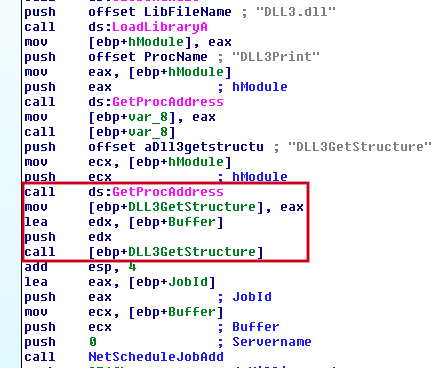 push    offset LibFileName ; "DLL3.dll"
call    ds:LoadLibraryA
mov     [ebp+hModule], eax
push    offset ProcName ; "DLL3Print"
mov     eax, [ebp+hModule]
push    eax             ; hModule
call    ds:GetProcAddress
mov     [ebp+var_8], eax
call    [ebp+var_8]
push    offset aDll3getstructu ; "DLL3GetStructure"
mov     ecx, [ebp+hModule]
push    ecx             ; hModule
call    ds:GetProcAddress
mov     [ebp+DLL3GetStructure], eax
lea     edx, [ebp+Buffer]
push    edx
call    [ebp+DLL3GetStructure]
add     esp, 4
lea     eax, [ebp+JobId]
push    eax             ; JobId
mov     ecx, [ebp+Buffer]
push    ecx             ; Buffer
push    0               ; Servername
call    NetScheduleJobAdd